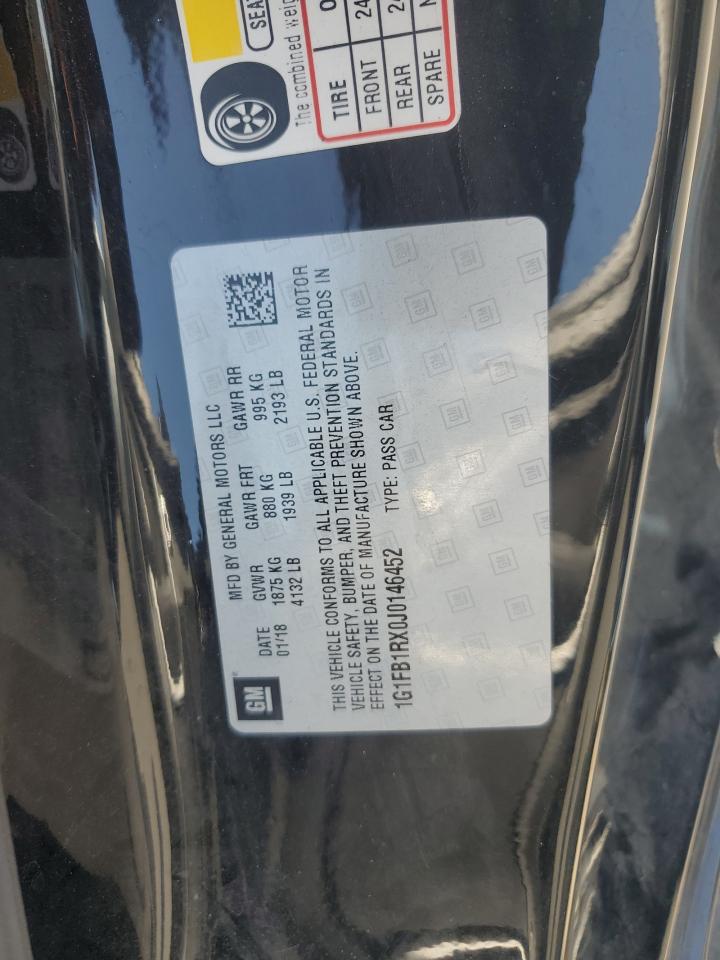 GM
MFD BY GENERAL MOTORS LLC
DATE GVWR GAWR FRT GAWR RR
01/18 1875 KG 880 KG 995 KG
4132 LB 1939 LB 2193 LB
THIS VEHICLE CONFORMS TO ALL APPLICABLE U.S. FEDERAL MOTOR
VEHICLE SAFETY, BUMPER, AND THEFT PREVENTION STANDARDS IN
EFFECT ON THE DATE OF MANUFACTURE SHOWN ABOVE.
1G1FB1RX0J0146452 TYPE: PASS CAR
The combined
TIRE
FRONT
REAR
SPARE